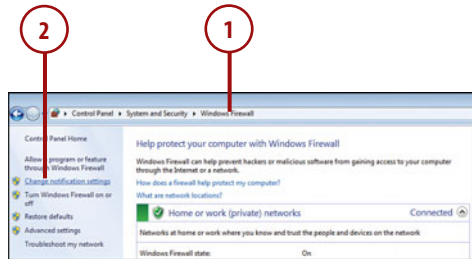 2
1
Control Panel ▸ System and Security ▸ Windows Firewall
Control Panel Home
Allow a program or feature
through Windows Firewall
Change notification settings
Turn Windows Firewall on or
off
Restore defaults
Advanced settings
Troubleshoot my network
Help protect your computer with Windows Firewall
Windows Firewall can help prevent hackers or malicious software from gaining access to your computer
through the Internet or a network.
How does a firewall help protect my computer?
What are network locations?
Home or work (private) networks Connected
Networks at home or work where you know and trust the people and devices on the network
Windows Firewall state: On